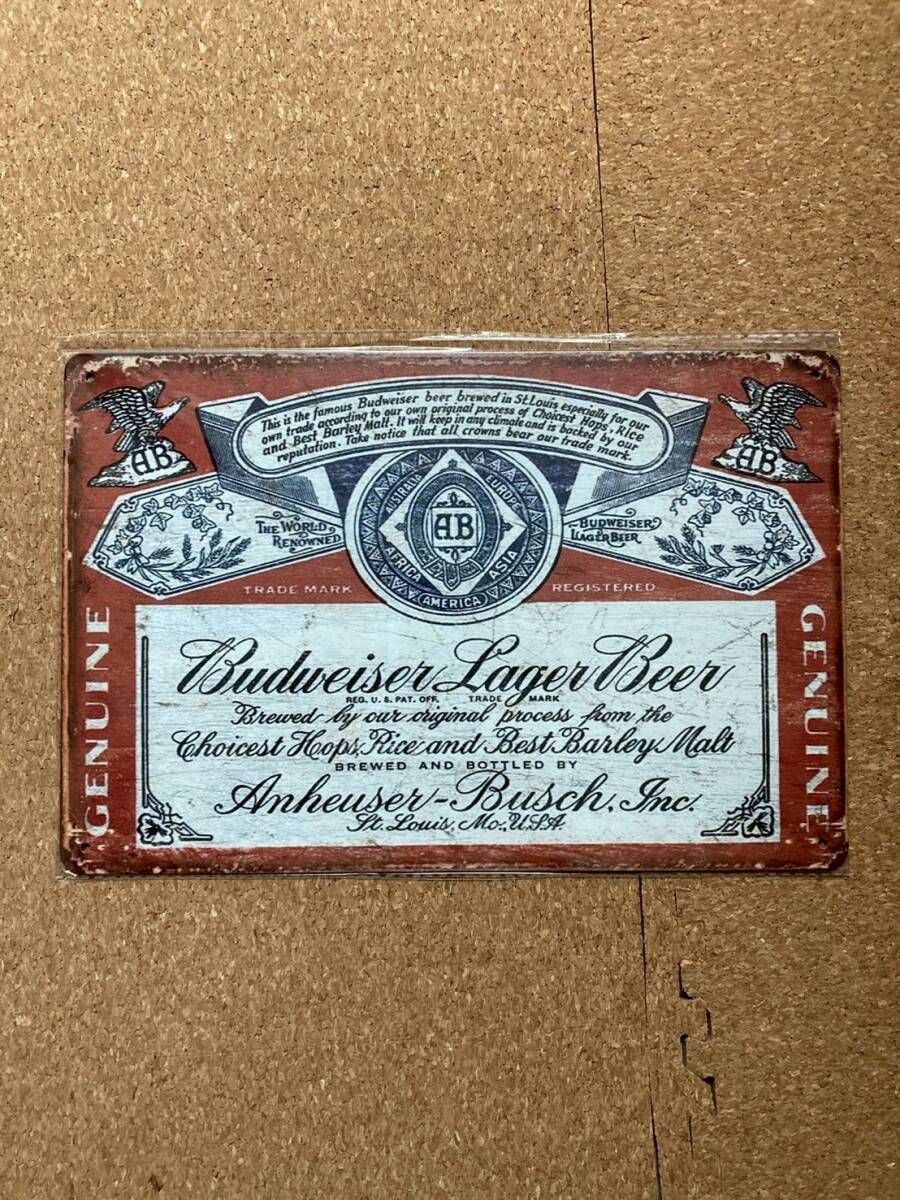 This is the famous Budweiser beer brewed in St. Louis especially for our
own trade according to our own original process of Choicest Hops, Rice
and Best Barley Malt. It will keep in any climate and is backed by our
reputation. Take notice that all crowns bear our trade mark.
AB
AB
THE WORLD
RENOWNED
AUSTRALIA
EUROPE
AB
AFRICA
ASIA
AMERICA
BUDWEISER
LAGER BEER
TRADE MARK
REGISTERED
GENUINE
GENUINE
Budweiser Lager Beer
REG. U. S. PAT. OFF. TRADE MARK
Brewed by our original process from the
Choicest Hops, Rice and Best Barley Malt
BREWED AND BOTTLED BY
Anheuser-Busch, Inc.
St. Louis, Mo., U.S.A.